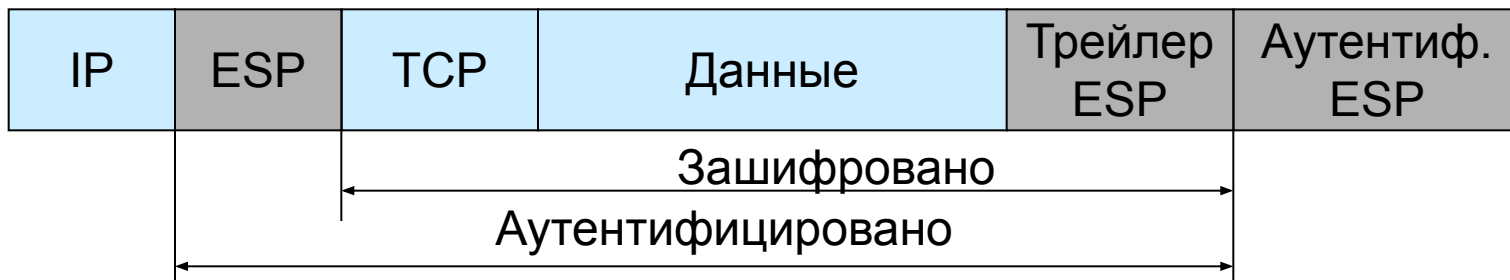 IP ESP TCP Данные Трейлер ESP Аутентиф. ESP
Зашифровано
Аутентифицировано